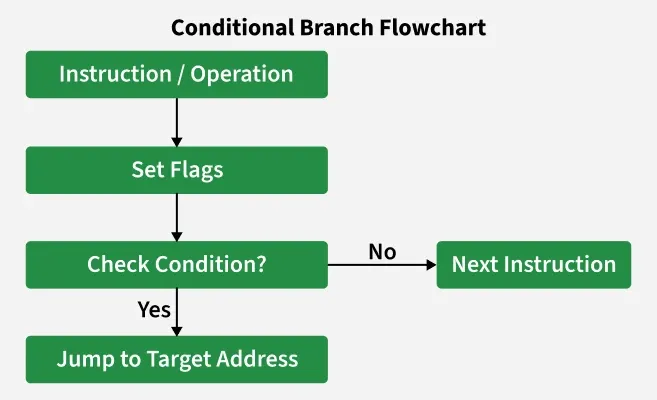 Conditional Branch Flowchart
Instruction / Operation
Set Flags
Check Condition?
No
Next Instruction
Yes
Jump to Target Address